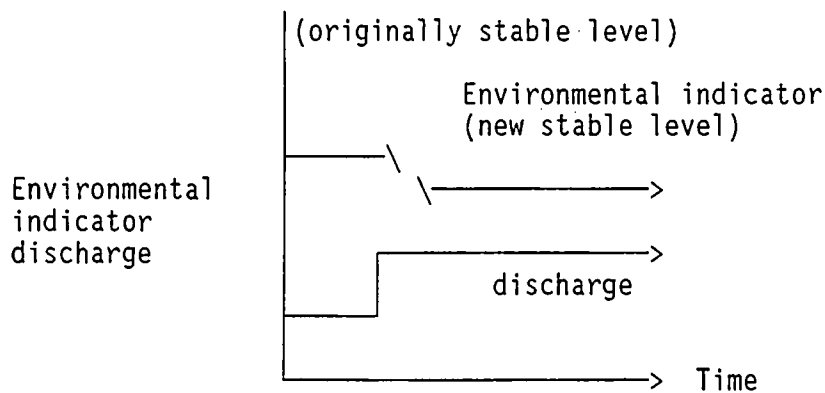 (originally stable level)
Environmental indicator
(new stable level)
Environmental
indicator
discharge
discharge
Time